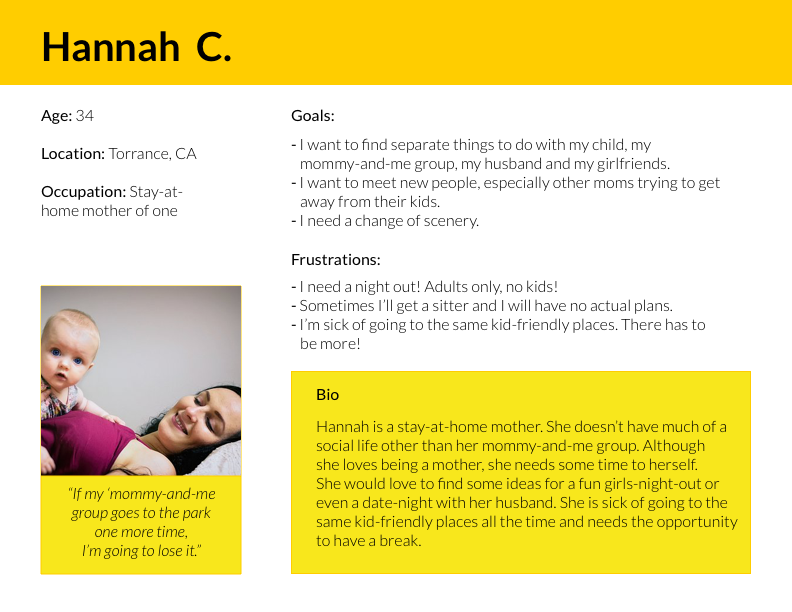 Hannah C.
Age: 34
Location: Torrance, CA
Occupation: Stay-at-
home mother of one
“If my ‘mommy-and-me
group goes to the park
one more time,
I’m going to lose it.”
Goals:
- I want to find separate things to do with my child, my
mommy-and-me group, my husband and my girlfriends.
- I want to meet new people, especially other moms trying to get
away from their kids.
- I need a change of scenery.
Frustrations:
- I need a night out! Adults only, no kids!
- Sometimes I’ll get a sitter and I will have no actual plans.
- I’m sick of going to the same kid-friendly places. There has to
be more!
Bio
Hannah is a stay-at-home mother. She doesn’t have much of a
social life other than her mommy-and-me group. Although
she loves being a mother, she needs some time to herself.
She would love to find some ideas for a fun girls-night-out or
even a date-night with her husband. She is sick of going to the
same kid-friendly places all the time and needs the opportunity
to have a break.